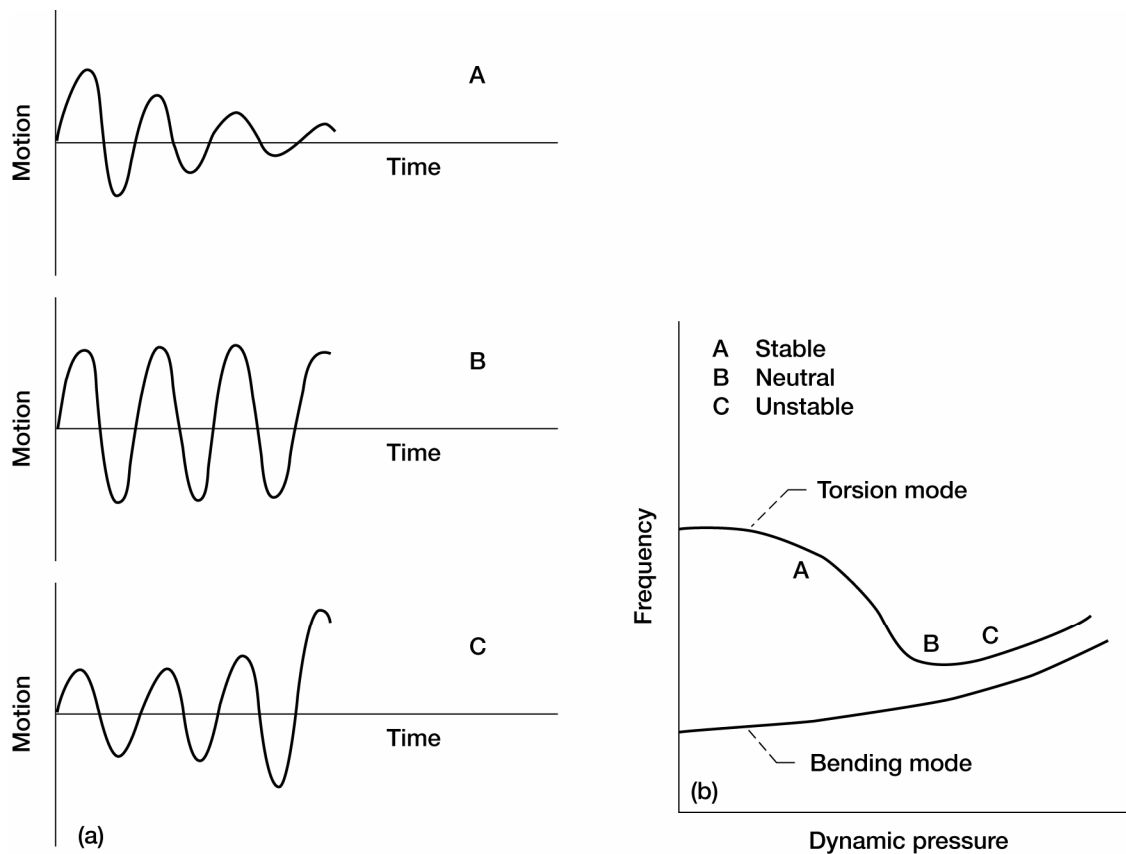 A
Motion
Time
B
Motion
Time
C
Motion
Time
(a)
A Stable
B Neutral
C Unstable
Torsion mode
Frequency
A
B
C
Bending mode
(b)
Dynamic pressure